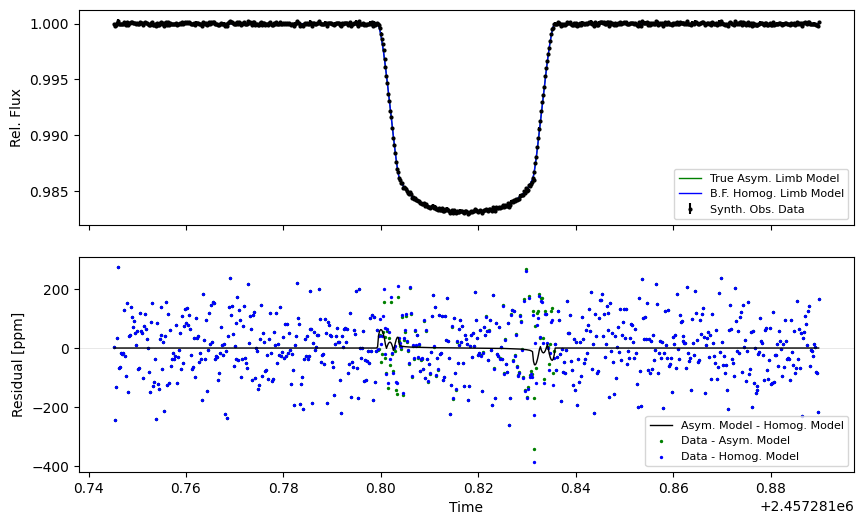 1.000
0.995
0.990
0.985
Rel. Flux
True Asym. Limb Model
B.F. Homog. Limb Model
Synth. Obs. Data
200
0
−200
−400
Residual [ppm]
Asym. Model - Homog. Model
Data - Asym. Model
Data - Homog. Model
0.74 0.76 0.78 0.80 0.82 0.84 0.86 0.88
Time
+2.457281e6